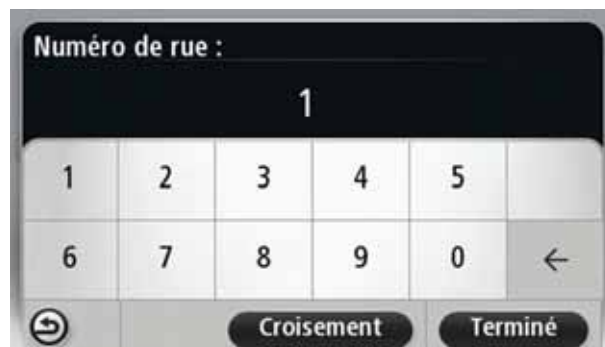 Numéro de rue :
1
1 2 3 4 5
6 7 8 9 0 ←
Croisement Terminé